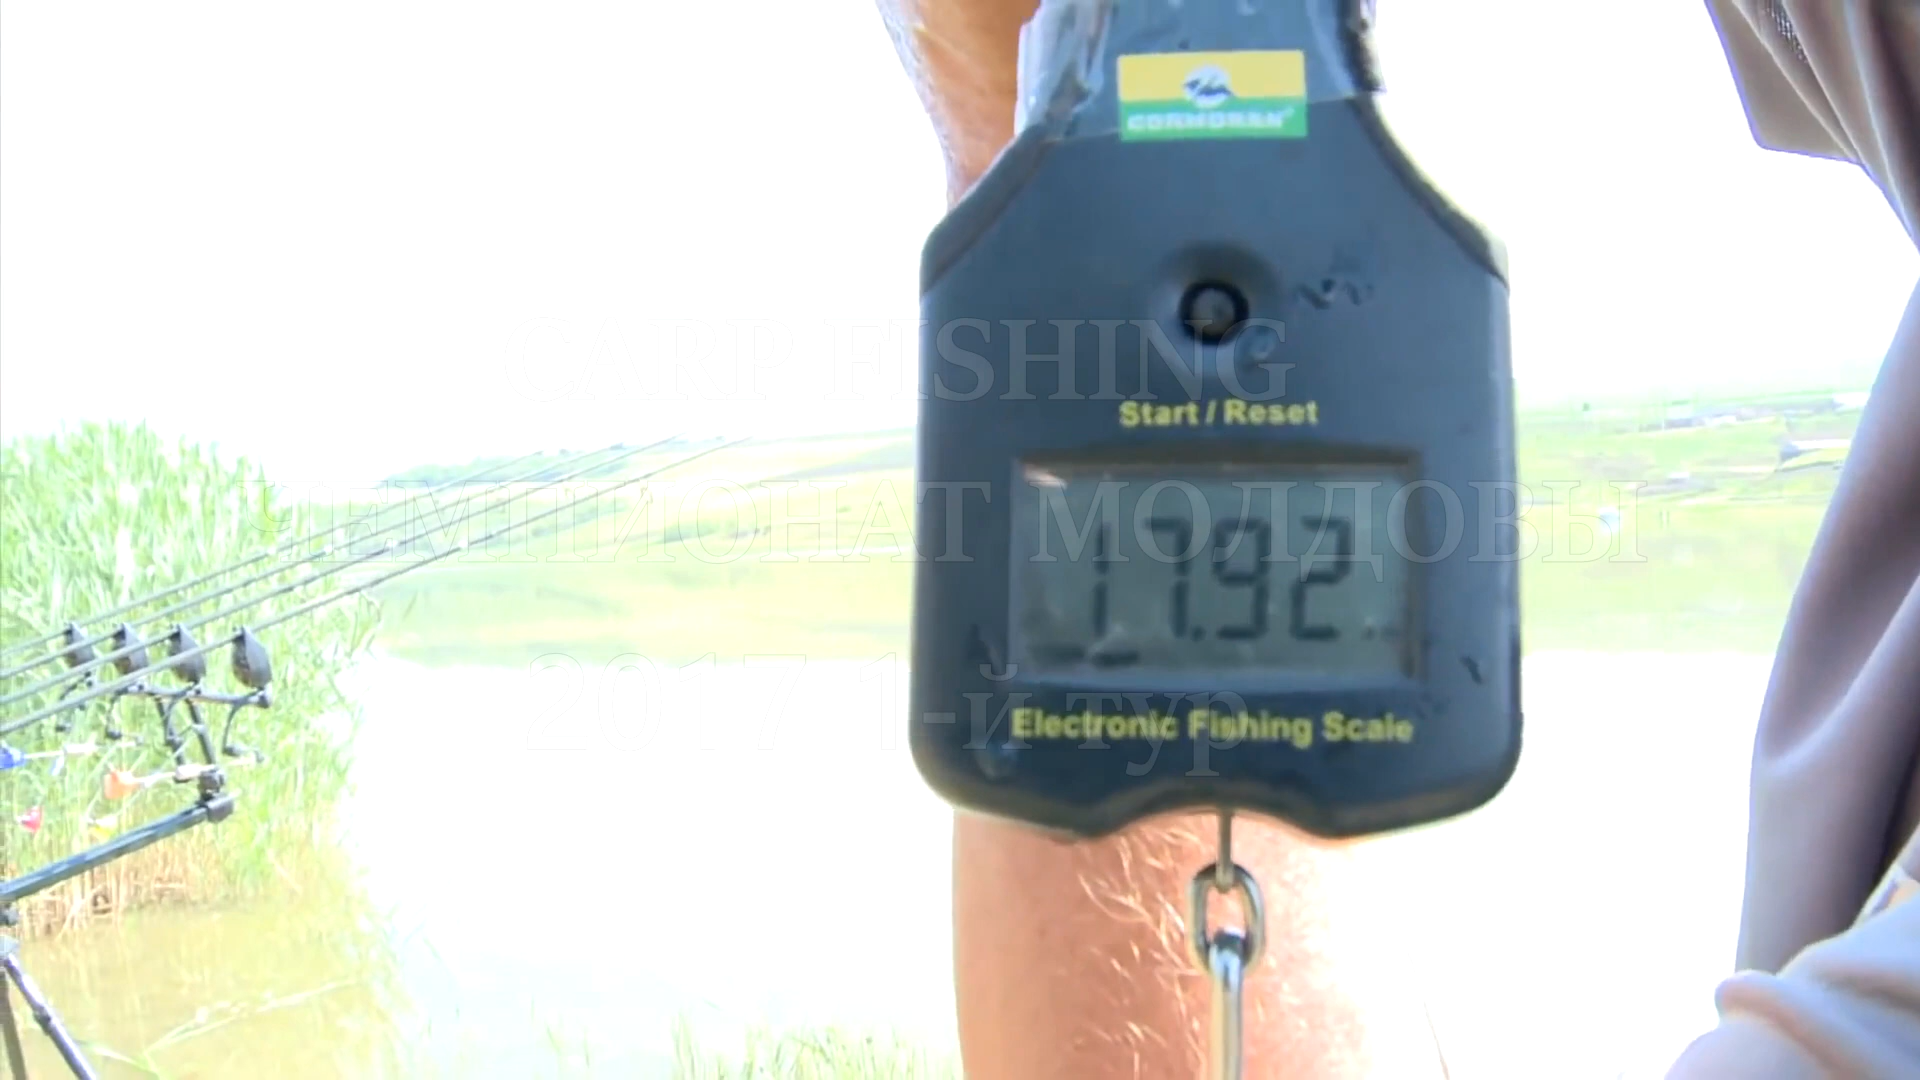 CORMORAN
CARP FISHING
Start / Reset
ЧЕМПИОНАТ МОЛДОВЫ
17.92
2017 1-й тур
Electronic Fishing Scale